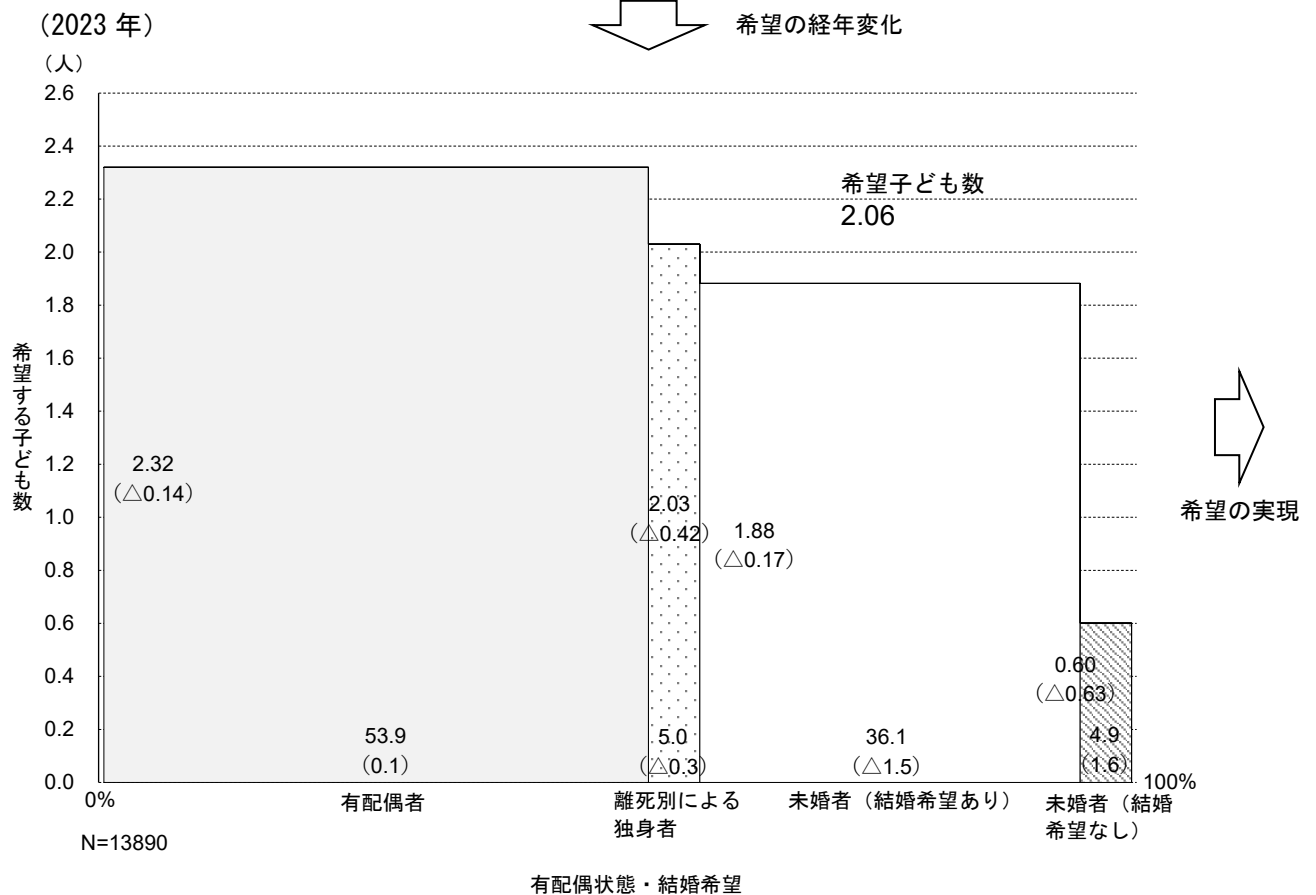 （2023 年）
希望の経年変化
（人）
2.6
2.4
2.2
2.0
1.8
1.6
1.4
1.2
1.0
0.8
0.6
0.4
0.2
0.0
希望する子ども数
希望子ども数
2.06
2.32
（△0.14）
2.03
（△0.42）
1.88
（△0.17）
0.60
（△0.63）
53.9
（0.1）
5.0
（△0.3）
36.1
（△1.5）
4.9
（1.6）
希望の実現
0%
100%
有配偶者
離死別による
独身者
未婚者（結婚希望あり）
未婚者（結婚
希望なし）
N=13890
有配偶状態・結婚希望